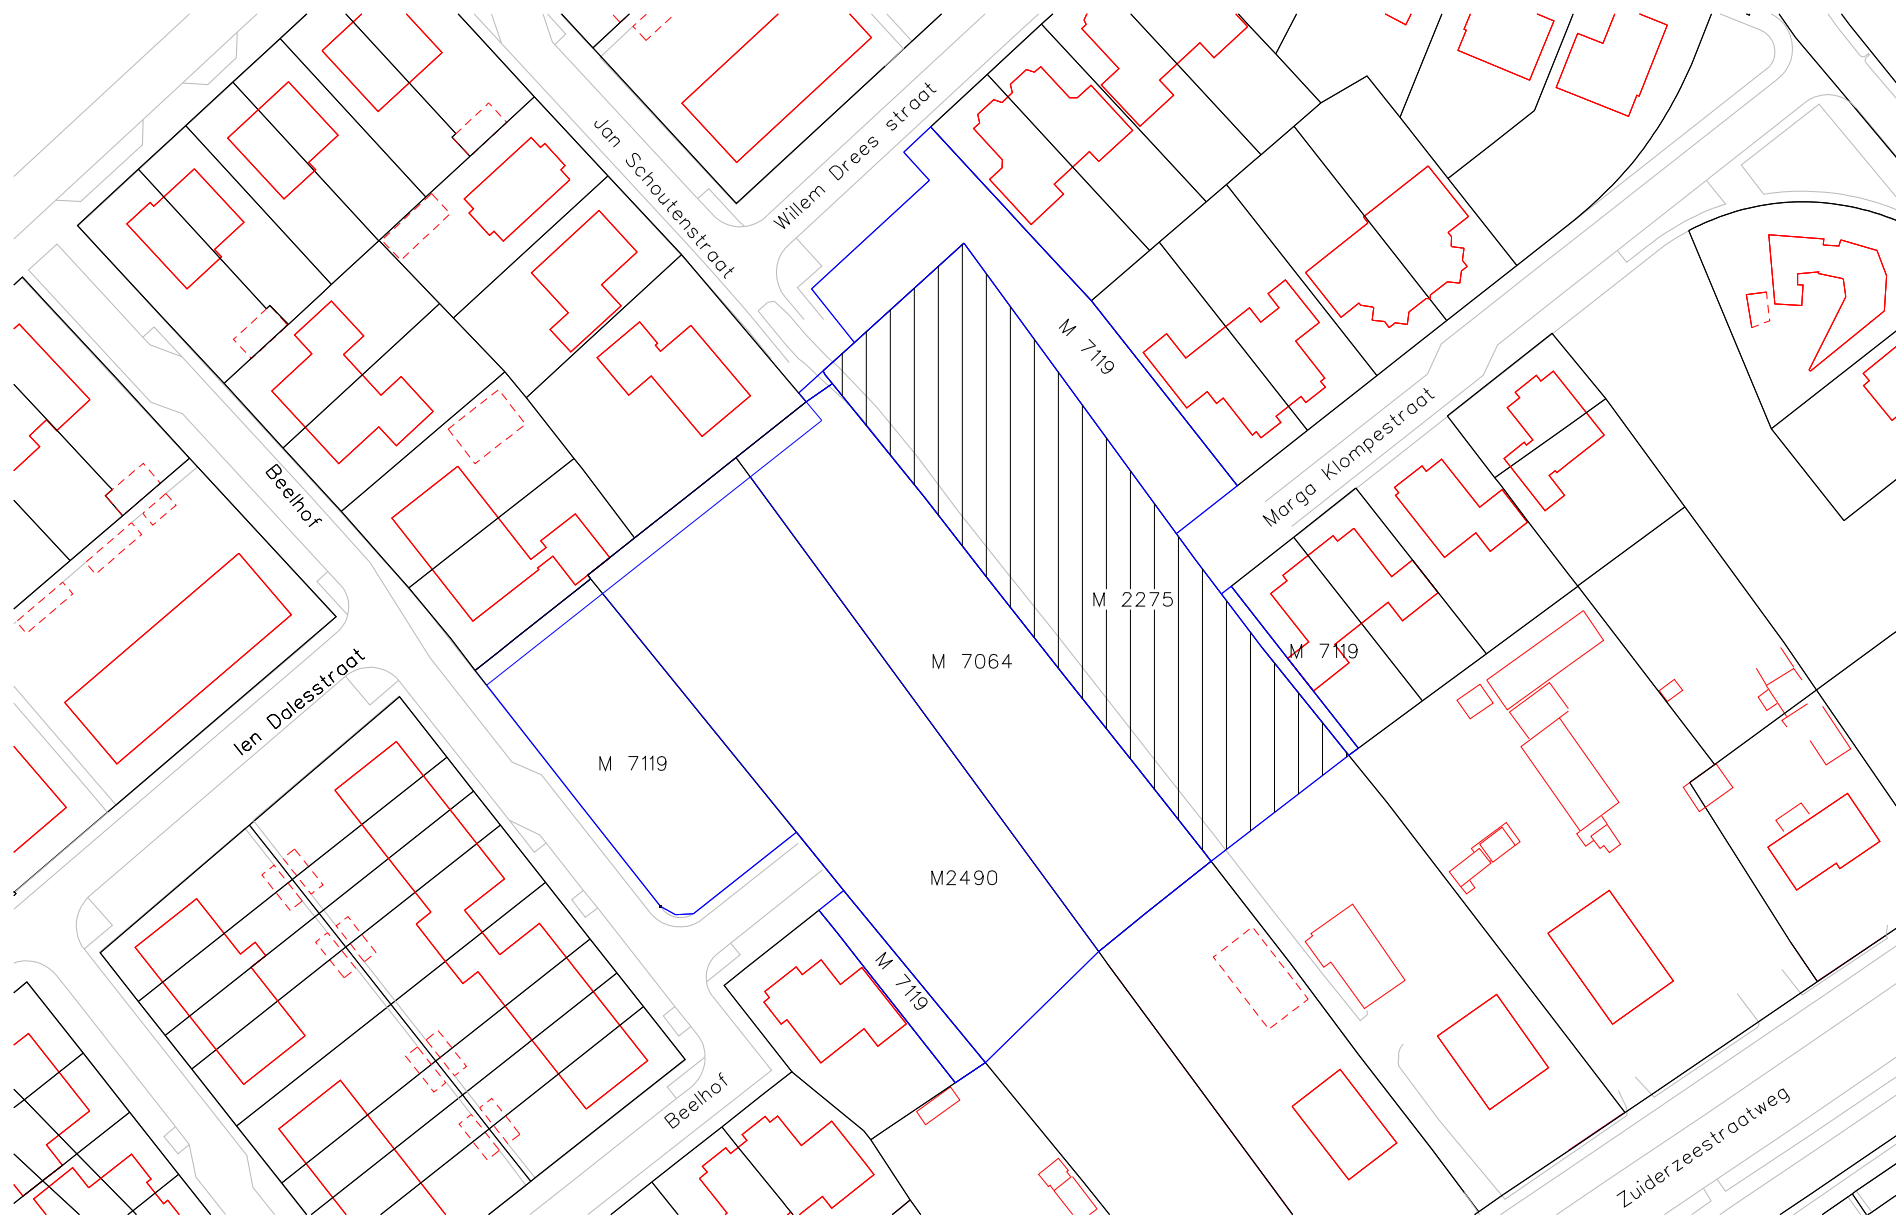 Jan Schoutenstraat
Willem Drees straat
M 7119
Marga Klompestraat
Beelhof
M 2275
M 7119
M 7064
Ien Dalesstraat
M 7119
M2490
M 7119
Beelhof
Zuiderzeestraatweg